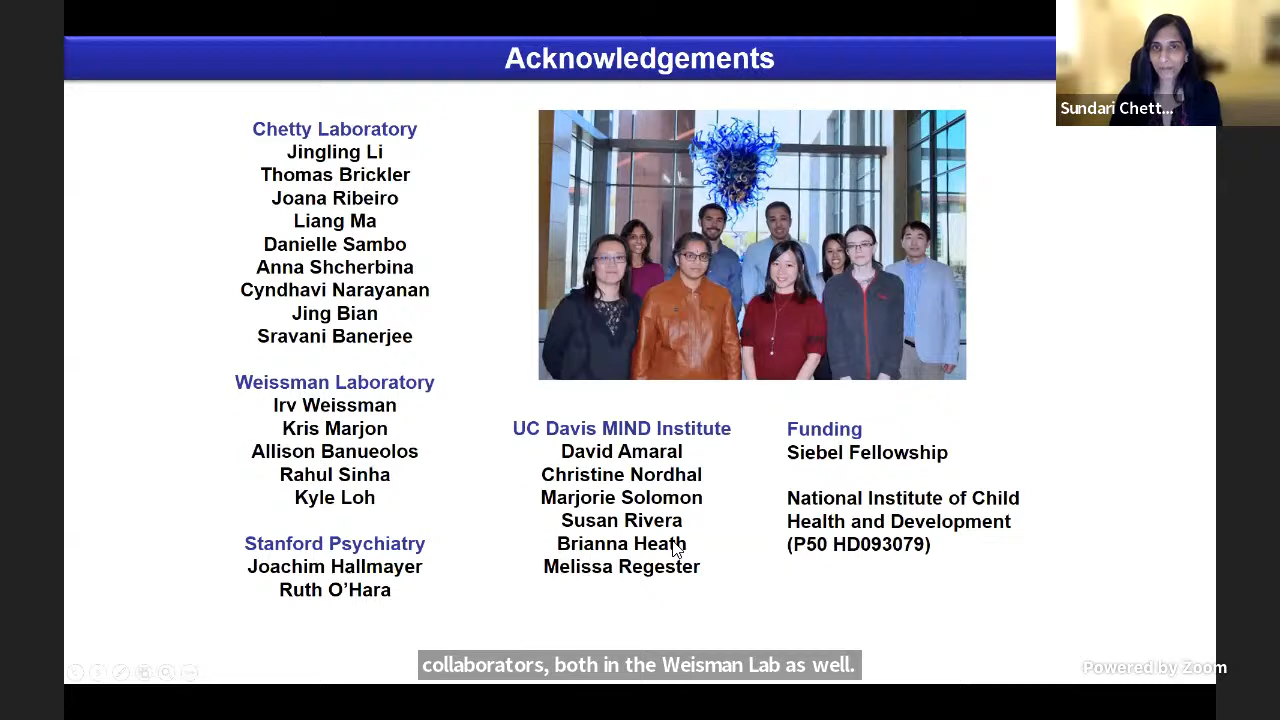 Acknowledgements
Sundari Chett...
Chetty Laboratory
Jingling Li
Thomas Brickler
Joana Ribeiro
Liang Ma
Danielle Sambo
Anna Shcherbina
Cyndhavi Narayanan
Jing Bian
Sravani Banerjee
Weissman Laboratory
Irv Weissman
Kris Marjon
Allison Banueolos
Rahul Sinha
Kyle Loh
Stanford Psychiatry
Joachim Hallmayer
Ruth O’Hara
UC Davis MIND Institute
David Amaral
Christine Nordhal
Marjorie Solomon
Susan Rivera
Brianna Heath
Melissa Regester
Funding
Siebel Fellowship
National Institute of Child
Health and Development
(P50 HD093079)
collaborators, both in the Weisman Lab as well.
Powered by Zoom